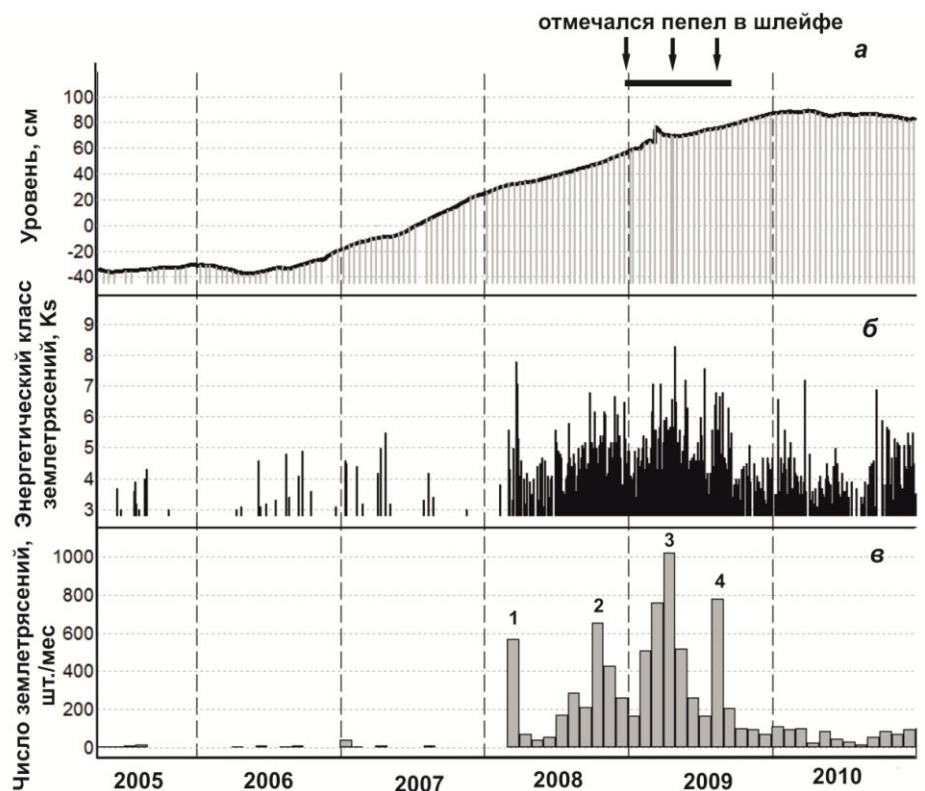 отмечался пепел в шлейфе
а
Уровень, см
100
80
60
40
20
0
-20
-40
б
Энергетический класс
землетрясений, Ks
9
8
7
6
5
4
3
в
Число землетрясений,
шт./мес
1000
800
600
400
200
0
1
2
3
4
2005 2006 2007 2008 2009 2010